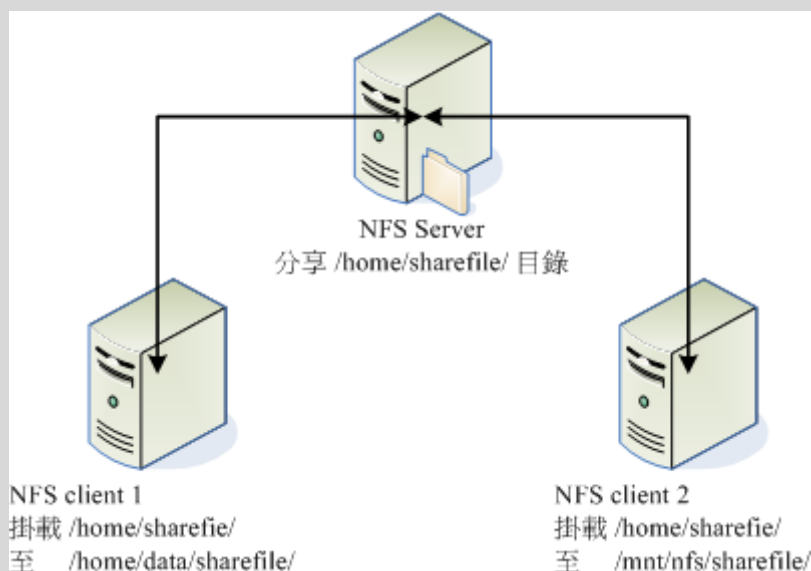 NFS Server
分享 /home/sharefile/ 目錄
NFS client 1
掛載 /home/sharefie/
至 /home/data/sharefile/
NFS client 2
掛載 /home/sharefie/
至 /mnt/nfs/sharefile/